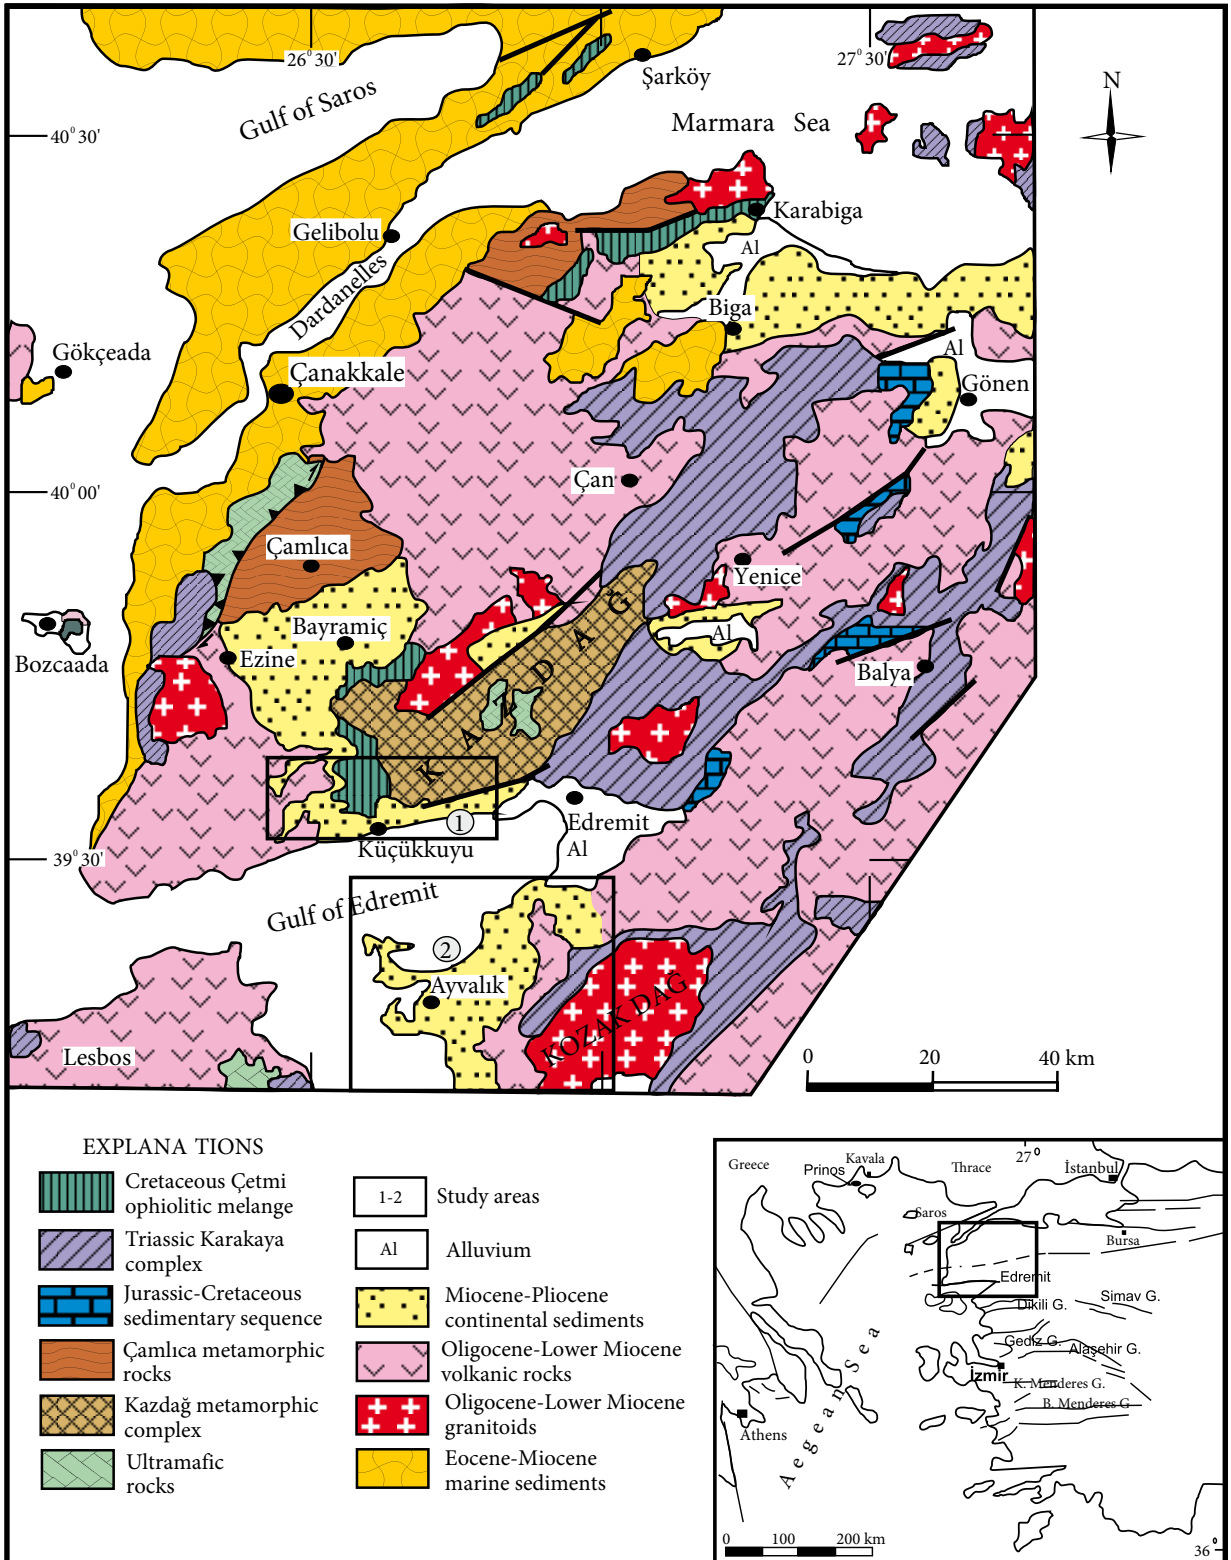 26°30'
27°30'
Şarköy
N
Gulf of Saros
Marmara Sea
40°30'
Karabiga
Gelibolu
Al
Dardanelles
Biga
Al
Gökçeada
Çanakkale
Gönen
Çan
40°00'
Çamlıca
Yenice
Bayramiç
Al
Bozcaada
Ezine
Balya
KAZDAĞ
1
Edremit
Küçükkuyu
Al
39°30'
Gulf of Edremit
2
Ayvalık
KOZAK DAG
Lesbos
0 20 40 km
EXPLANA TIONS
Cretaceous Çetmi
ophiolitic melange
Triassic Karakaya
complex
Jurassic-Cretaceous
sedimentary sequence
Çamlıca metamorphic
rocks
Kazdağ metamorphic
complex
Ultramafic
rocks
1-2 Study areas
Al Alluvium
Miocene-Pliocene
continental sediments
Oligocene-Lower Miocene
volkanic rocks
Oligocene-Lower Miocene
granitoids
Eocene-Miocene
marine sediments
27°
Greece
Prinos
Kavala
Thrace
İstanbul
Saros
Bursa
Edremit
Dikili G.
Simav G.
Gediz G.
Alaşehir G.
İzmir
K. Menderes G.
B. Menderes G
Athens
Aegean Sea
0 100 200 km
36°